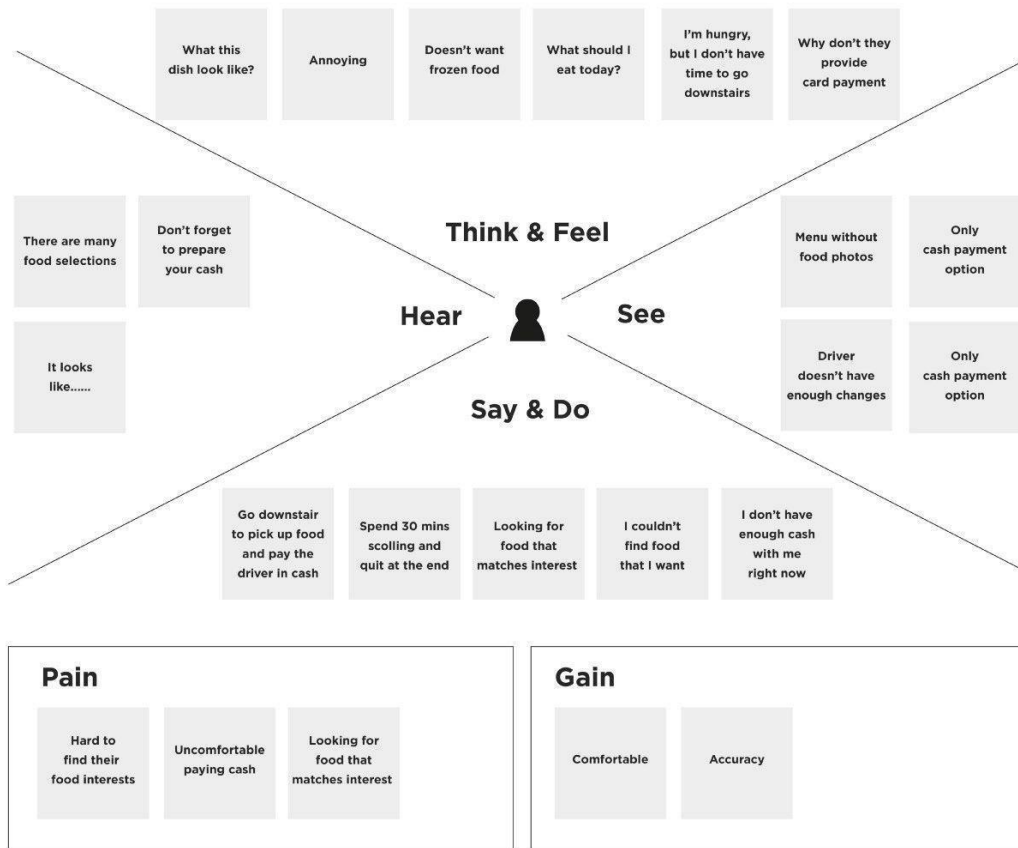 What this
dish look like?
Annoying
Doesn't want
frozen food
What should I
eat today?
I'm hungry,
but I don't have
time to go
downstairs
Why don't they
provide
card payment
Think & Feel
There are many
food selections
Don't forget
to prepare
your cash
It looks
like......
Hear
See
Menu without
food photos
Only
cash payment
option
Driver
doesn't have
enough changes
Only
cash payment
option
Say & Do
Go downstair
to pick up food
and pay the
driver in cash
Spend 30 mins
scolling and
quit at the end
Looking for
food that
matches interest
I couldn't
find food
that I want
I don't have
enough cash
with me
right now
Pain
Hard to
find their
food interests
Uncomfortable
paying cash
Looking for
food that
matches interest
Gain
Comfortable
Accuracy